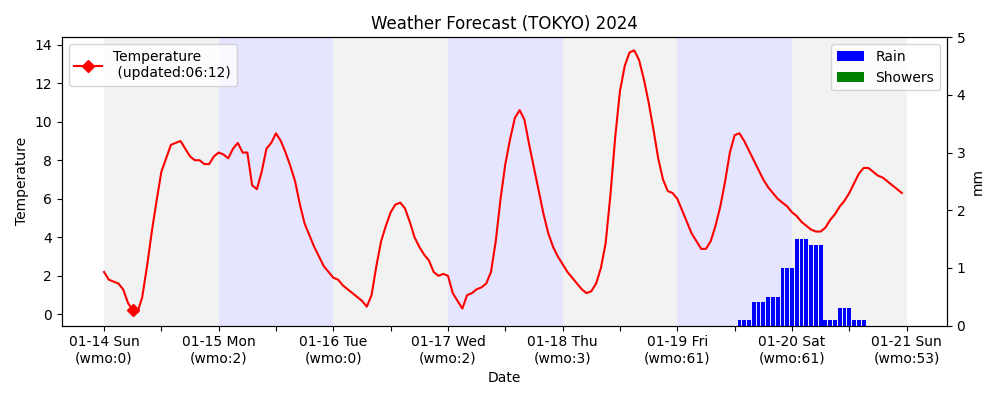 Weather Forecast (TOKYO) 2024
Temperature
(updated:06:12)
Rain
Showers
14
12
10
8
6
4
2
0
Temperature
5
4
3
2
1
0
mm
01-14 Sun
(wmo:0)
01-15 Mon
(wmo:2)
01-16 Tue
(wmo:0)
01-17 Wed
(wmo:2)
01-18 Thu
(wmo:3)
01-19 Fri
(wmo:61)
01-20 Sat
(wmo:61)
01-21 Sun
(wmo:53)
Date